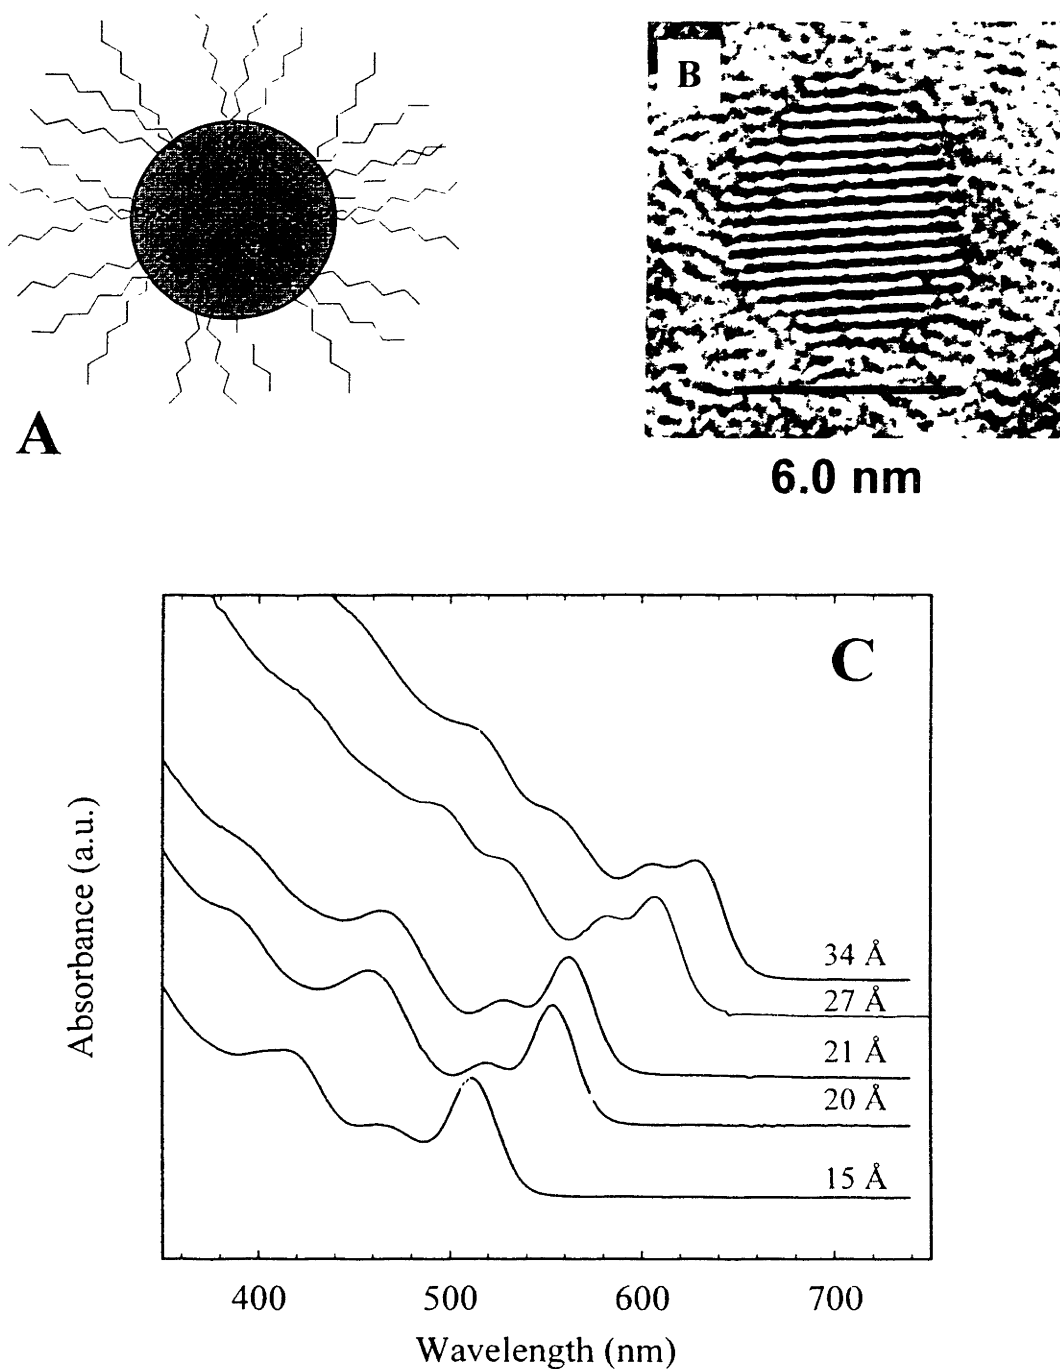 B
A
6.0 nm
C
Absorbance (a.u.)
34 Å
27 Å
21 Å
20 Å
15 Å
400 500 600 700
Wavelength (nm)